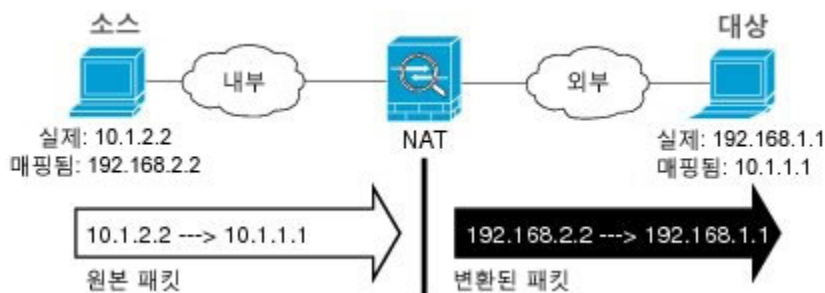 소스
대상
내부
외부
NAT
실제: 10.1.2.2
매핑됨: 192.168.2.2
실제: 192.168.1.1
매핑됨: 10.1.1.1
10.1.2.2 ---> 10.1.1.1
192.168.2.2 ---> 192.168.1.1
원본 패킷
변환된 패킷